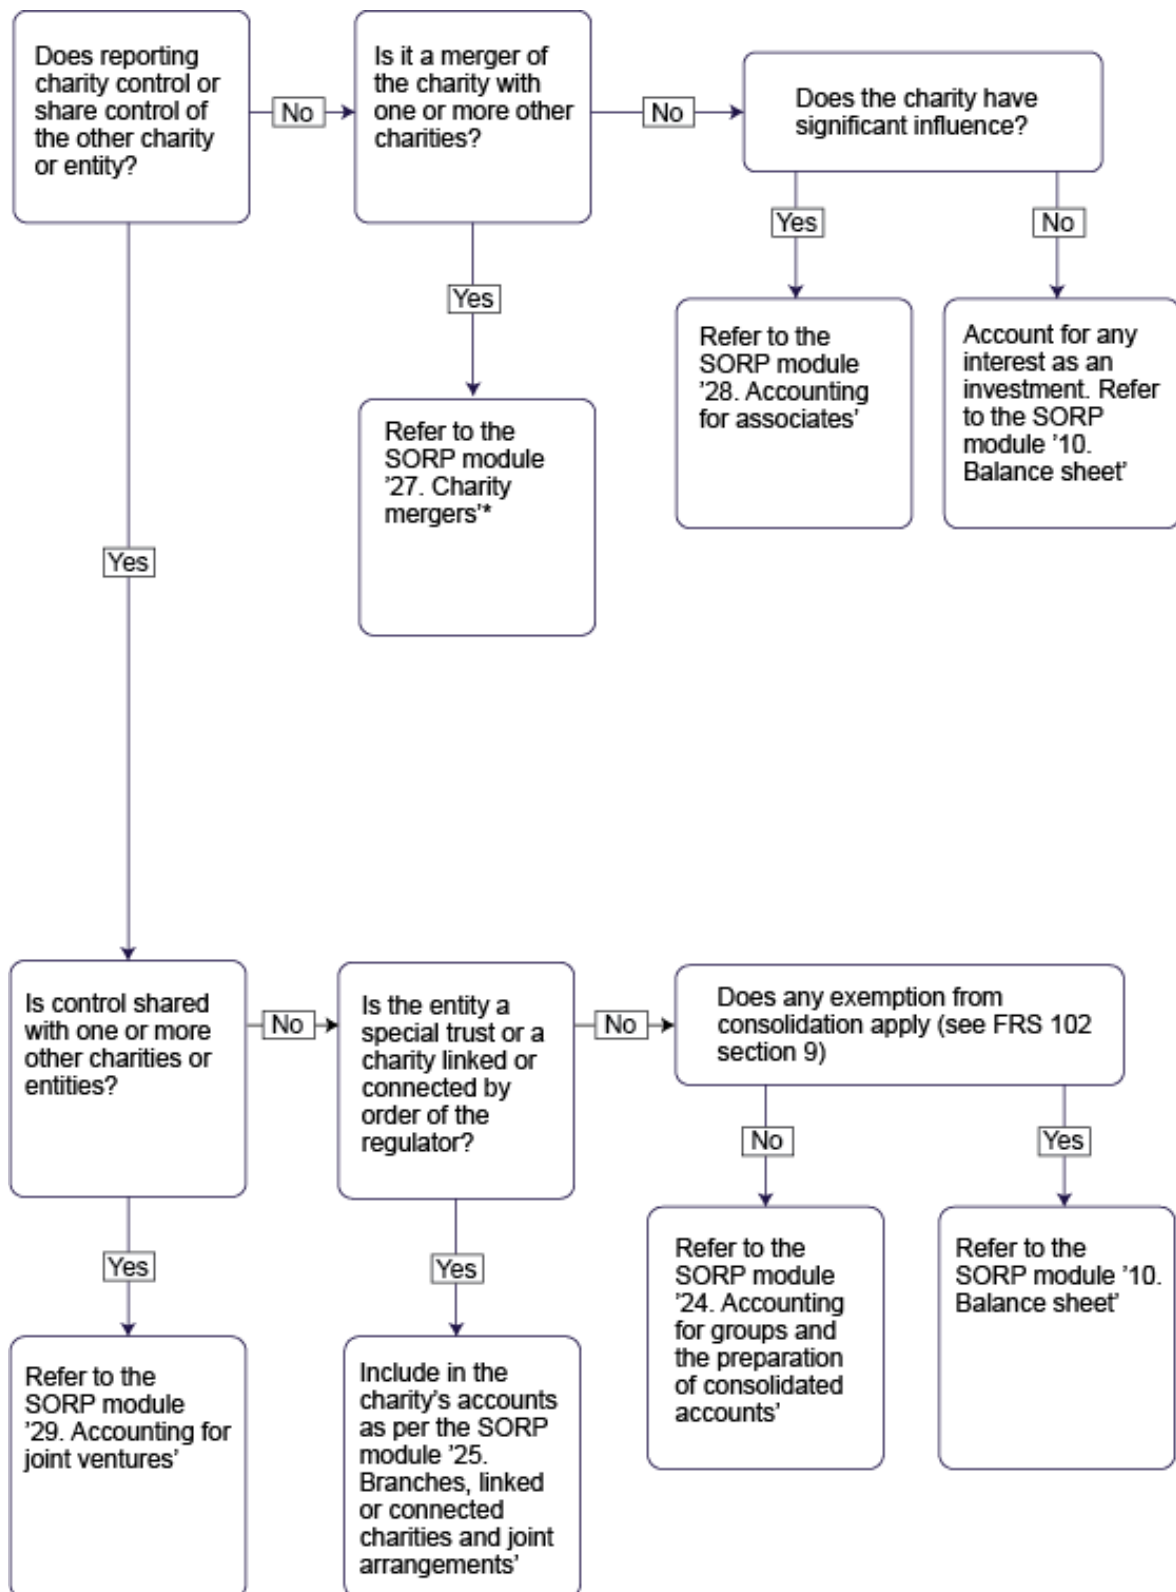 Does reporting
charity control or
share control of
the other charity
or entity?
No
Is it a merger of
the charity with
one or more other
charities?
No
Does the charity have
significant influence?
Yes
No
Yes
Refer to the
SORP module
’28. Accounting
for associates’
Account for any
interest as an
investment. Refer
to the SORP
module ’10.
Balance sheet’
Refer to the
SORP module
’27. Charity
mergers’*
Yes
Is control shared
with one or more
other charities or
entities?
No
Is the entity a
special trust or a
charity linked or
connected by
order of the
regulator?
No
Does any exemption from
consolidation apply (see FRS 102
section 9)
No
Yes
Yes
Yes
Refer to the
SORP module
’24. Accounting
for groups and
the preparation
of consolidated
accounts’
Refer to the
SORP module ’10.
Balance sheet’
Refer to the
SORP module
’29. Accounting for
joint ventures’
Include in the
charity’s accounts
as per the SORP
module ’25.
Branches, linked
or connected
charities and joint
arrangements’